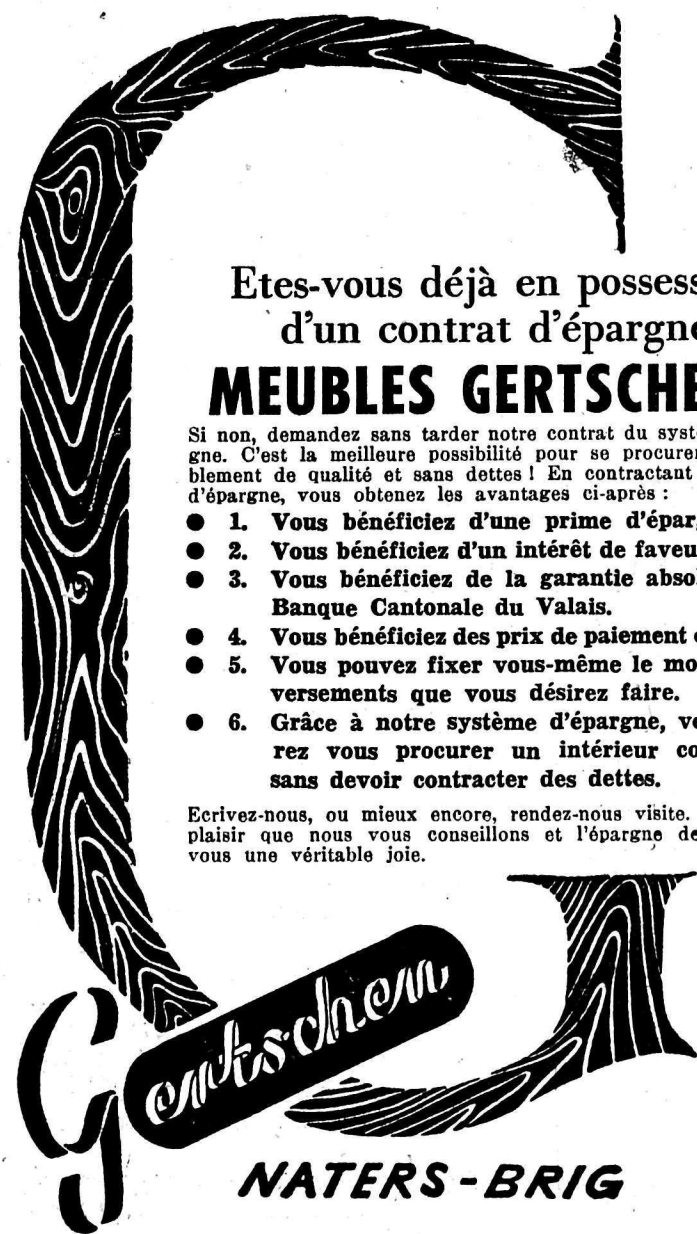 Etes-vous déjà en possess
d'un contrat d'épargne
MEUBLES GERTSCHE
Si non, demandez sans tarder notre contrat du syst
gne. C'est la meilleure possibilité pour se procurer
blement de qualité et sans dettes ! En contractant
d'épargne, vous obtenez les avantages ci-après :
● 1. Vous bénéficiez d'une prime d'éparg
● 2. Vous bénéficiez d'un intérêt de faveu
● 3. Vous bénéficiez de la garantie absol
Banque Cantonale du Valais.
● 4. Vous bénéficiez des prix de paiement
● 5. Vous pouvez fixer vous-même le mo
versements que vous désirez faire.
● 6. Grâce à notre système d'épargne, vo
rez vous procurer un intérieur co
sans devoir contracter des dettes.
Ecrivez-nous, ou mieux encore, rendez-nous visite.
plaisir que nous vous conseillons et l'épargne de
vous une véritable joie.
Gertschen
NATERS-BRIG